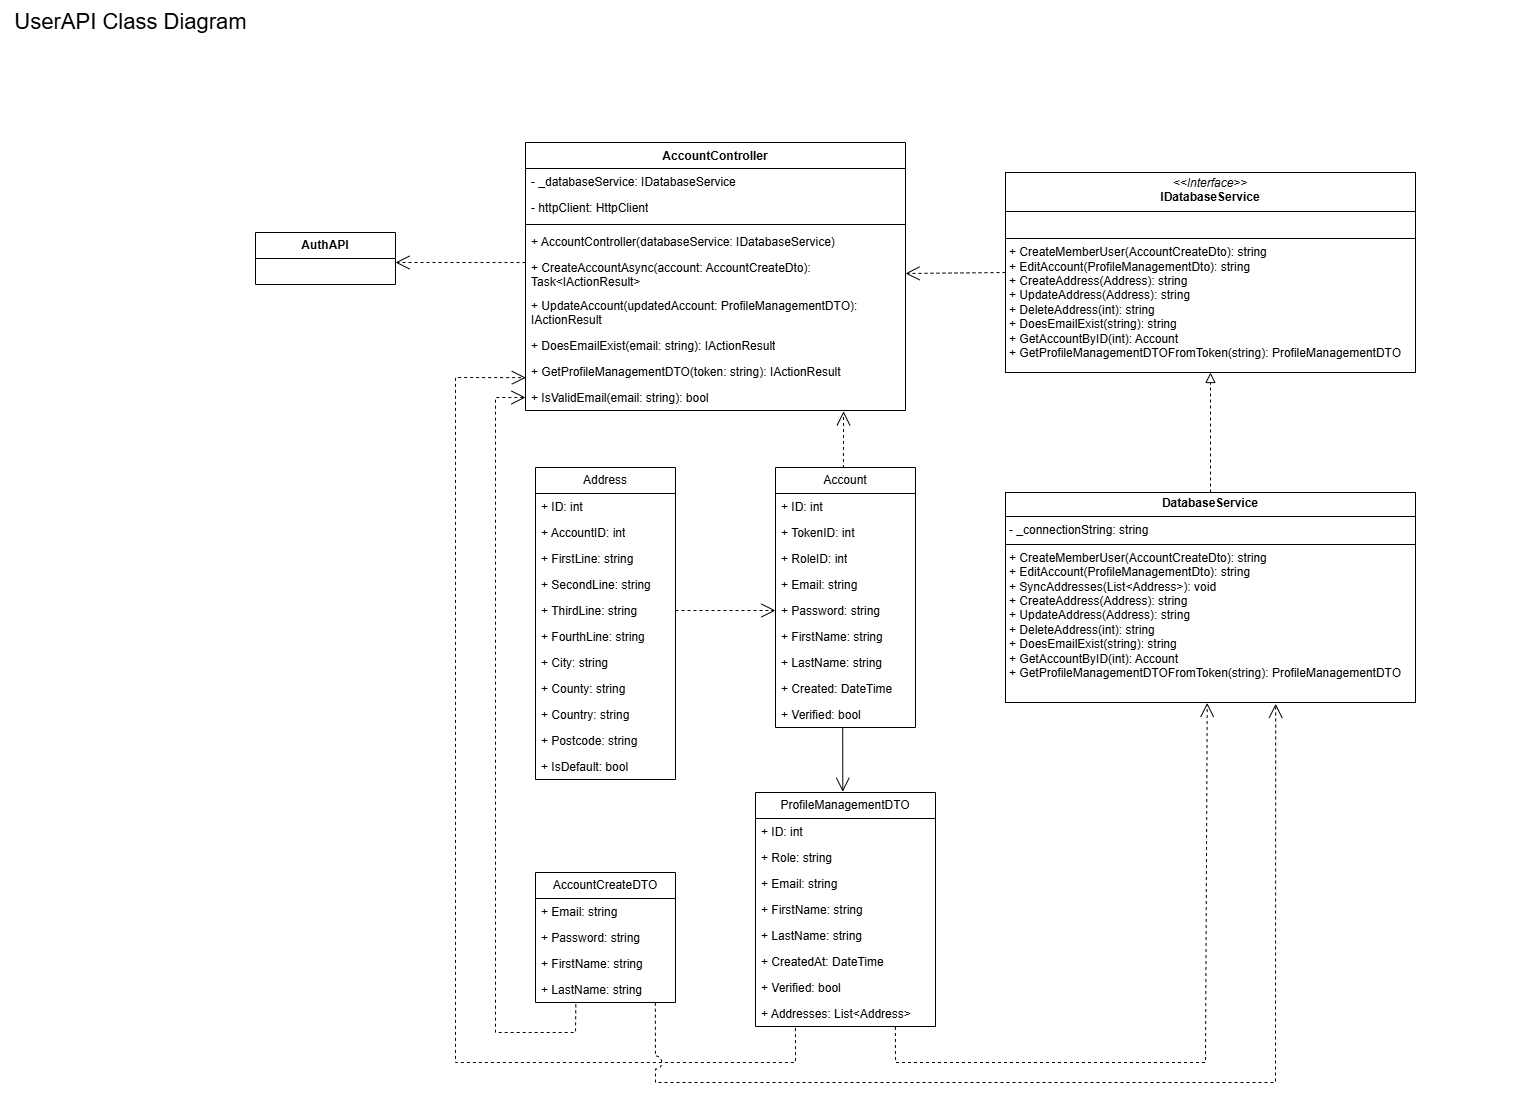 UserAPI Class Diagram
AccountController
- _databaseService: IDatabaseService
- httpClient: HttpClient
+ AccountController(databaseService: IDatabaseService)
+ CreateAccountAsync(account: AccountCreateDto):
Task<IActionResult>
+ UpdateAccount(updatedAccount: ProfileManagementDTO):
IActionResult
+ DoesEmailExist(email: string): IActionResult
+ GetProfileManagementDTO(token: string): IActionResult
+ IsValidEmail(email: string): bool
<<Interface>>
IDatabaseService
+ CreateMemberUser(AccountCreateDto): string
+ EditAccount(ProfileManagementDto): string
+ CreateAddress(Address): string
+ UpdateAddress(Address): string
+ DeleteAddress(int): string
+ DoesEmailExist(string): string
+ GetAccountByID(int): Account
+ GetProfileManagementDTOFromToken(string): ProfileManagementDTO
AuthAPI
Address
+ ID: int
+ AccountID: int
+ FirstLine: string
+ SecondLine: string
+ ThirdLine: string
+ FourthLine: string
+ City: string
+ County: string
+ Country: string
+ Postcode: string
+ IsDefault: bool
Account
+ ID: int
+ TokenID: int
+ RoleID: int
+ Email: string
+ Password: string
+ FirstName: string
+ LastName: string
+ Created: DateTime
+ Verified: bool
DatabaseService
- _connectionString: string
+ CreateMemberUser(AccountCreateDto): string
+ EditAccount(ProfileManagementDto): string
+ SyncAddresses(List<Address>): void
+ CreateAddress(Address): string
+ UpdateAddress(Address): string
+ DeleteAddress(int): string
+ DoesEmailExist(string): string
+ GetAccountByID(int): Account
+ GetProfileManagementDTOFromToken(string): ProfileManagementDTO
ProfileManagementDTO
+ ID: int
+ Role: string
+ Email: string
+ FirstName: string
+ LastName: string
+ CreatedAt: DateTime
+ Verified: bool
+ Addresses: List<Address>
AccountCreateDTO
+ Email: string
+ Password: string
+ FirstName: string
+ LastName: string